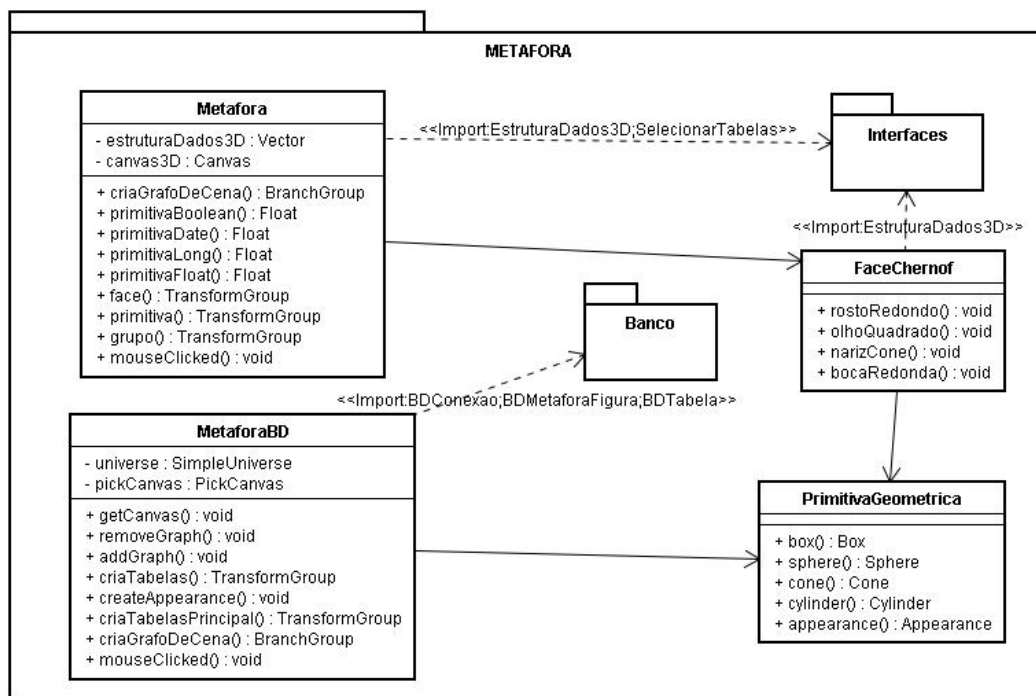 METAFORA
Metafora
- estruturaDados3D : Vector
- canvas3D : Canvas
+ criaGrafoDeCena() : BranchGroup
+ primitivaBoolean() : Float
+ primitivaDate() : Float
+ primitivaLong() : Float
+ primitivaFloat() : Float
+ face() : TransformGroup
+ primitiva() : TransformGroup
+ grupo() : TransformGroup
+ mouseClicked() : void
<<Import:EstruturaDados3D;SelecionarTabelas>>
Interfaces
<<Import:EstruturaDados3D>>
FaceChernof
+ rostoRedondo() : void
+ olhoQuadrado() : void
+ narizCone() : void
+ bocaRedonda() : void
Banco
<<Import:BDConexao;BDMetaforaFigura;BDTabela>>
MetaforaBD
- universe : SimpleUniverse
- pickCanvas : PickCanvas
+ getCanvas() : void
+ removeGraph() : void
+ addGraph() : void
+ criaTabelas() : TransformGroup
+ createAppearance() : void
+ criaTabelasPrincipal() : TransformGroup
+ criaGrafoDeCena() : BranchGroup
+ mouseClicked() : void
PrimitivaGeometrica
+ box() : Box
+ sphere() : Sphere
+ cone() : Cone
+ cylinder() : Cylinder
+ appearance() : Appearance